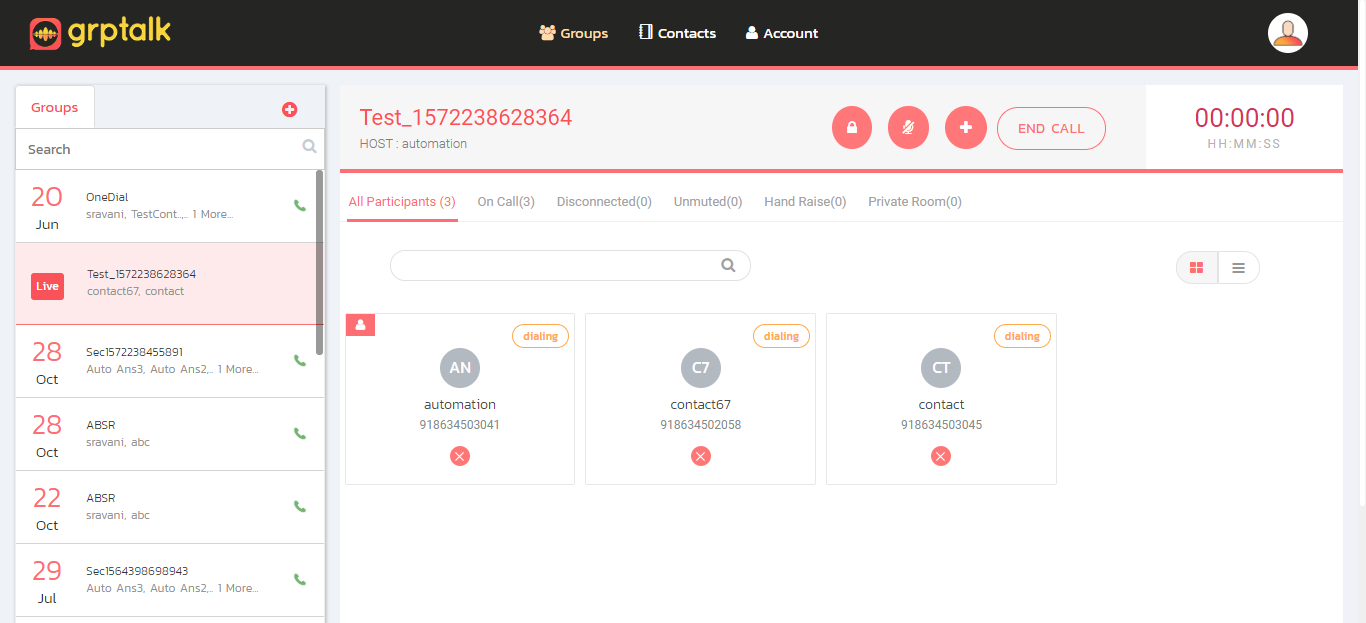 grptalk
Groups
Contacts
Account
Groups
Search
20
Jun
OneDial
sravani, TestCont..,.. 1 More...
Live
Test_1572238628364
contact67, contact
28
Oct
Sec1572238455891
Auto Ans3, Auto Ans2,.. 1 More...
28
Oct
ABSR
sravani, abc
22
Oct
ABSR
sravani, abc
29
Jul
Sec1564398698943
Auto Ans3, Auto Ans2,.. 1 More...
Test_1572238628364
HOST : automation
END CALL
00:00:00
HH:MM:SS
All Participants (3)
On Call(3)
Disconnected(0)
Unmuted(0)
Hand Raise(0)
Private Room(0)
dialing
AN
automation
918634503041
dialing
C7
contact67
918634502058
dialing
CT
contact
918634503045